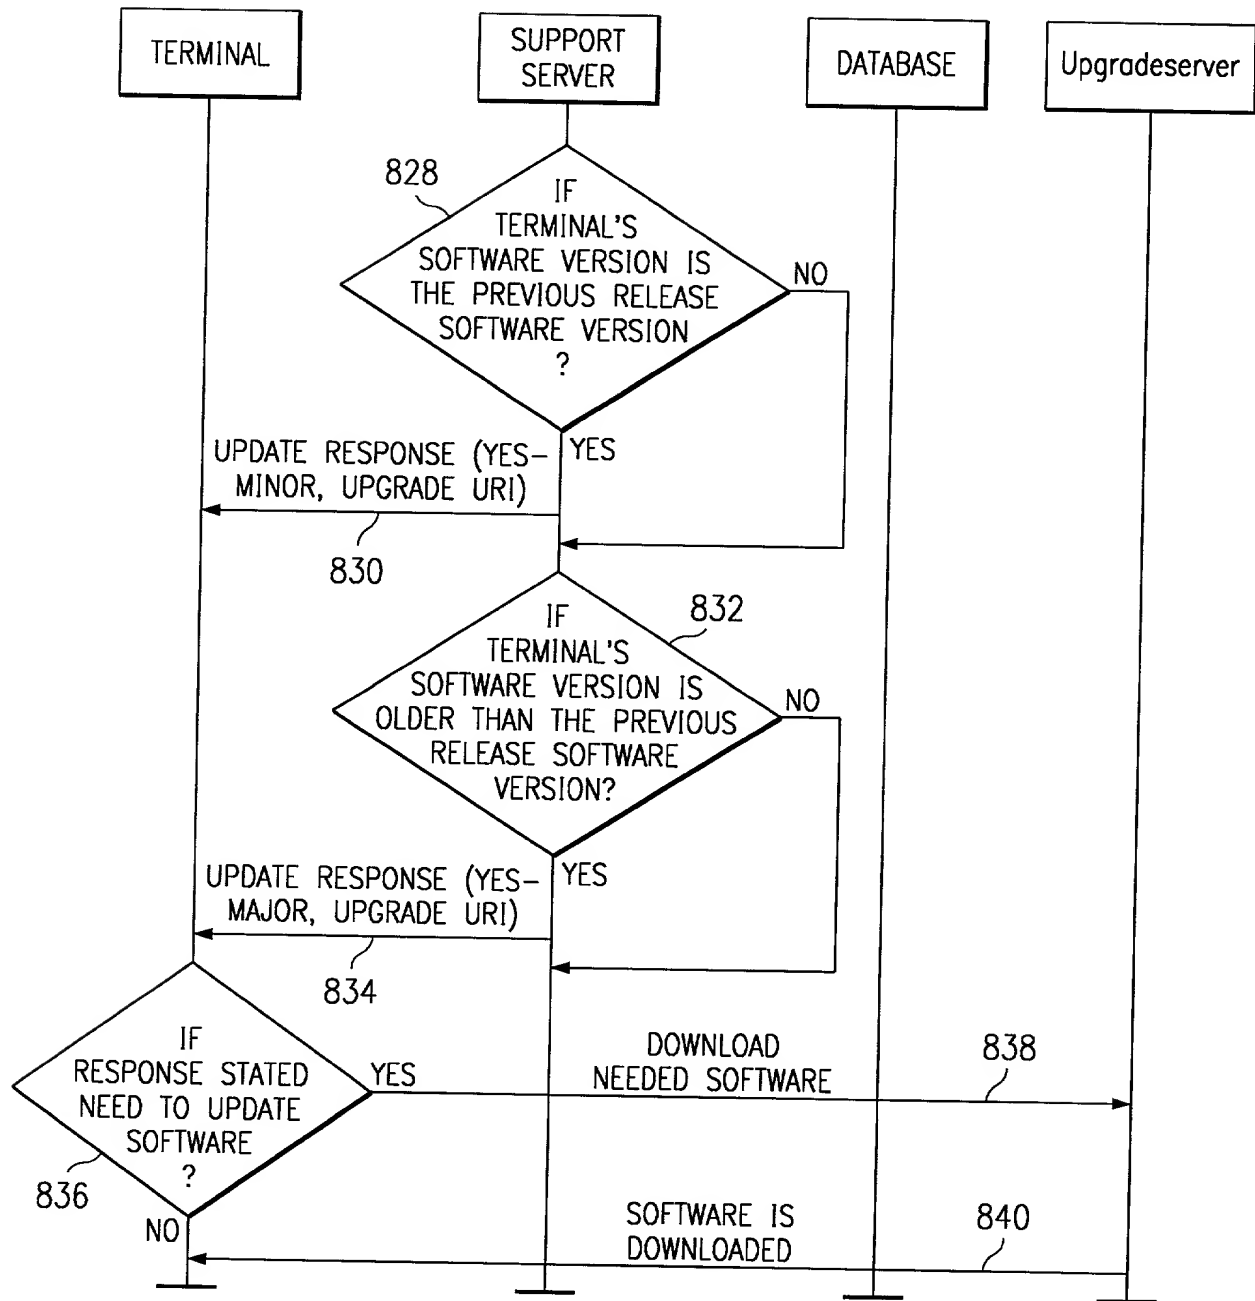 TERMINAL
SUPPORT
SERVER
DATABASE
Upgradeserver
828
IF
TERMINAL'S
SOFTWARE VERSION IS
THE PREVIOUS RELEASE
SOFTWARE VERSION
?
NO
YES
UPDATE RESPONSE (YES-
MINOR, UPGRADE URI)
830
832
IF
TERMINAL'S
SOFTWARE VERSION IS
OLDER THAN THE PREVIOUS
RELEASE SOFTWARE
VERSION?
NO
YES
UPDATE RESPONSE (YES-
MAJOR, UPGRADE URI)
834
IF
RESPONSE STATED
NEED TO UPDATE
SOFTWARE
?
YES
836
NO
DOWNLOAD
NEEDED SOFTWARE
838
SOFTWARE IS
DOWNLOADED
840